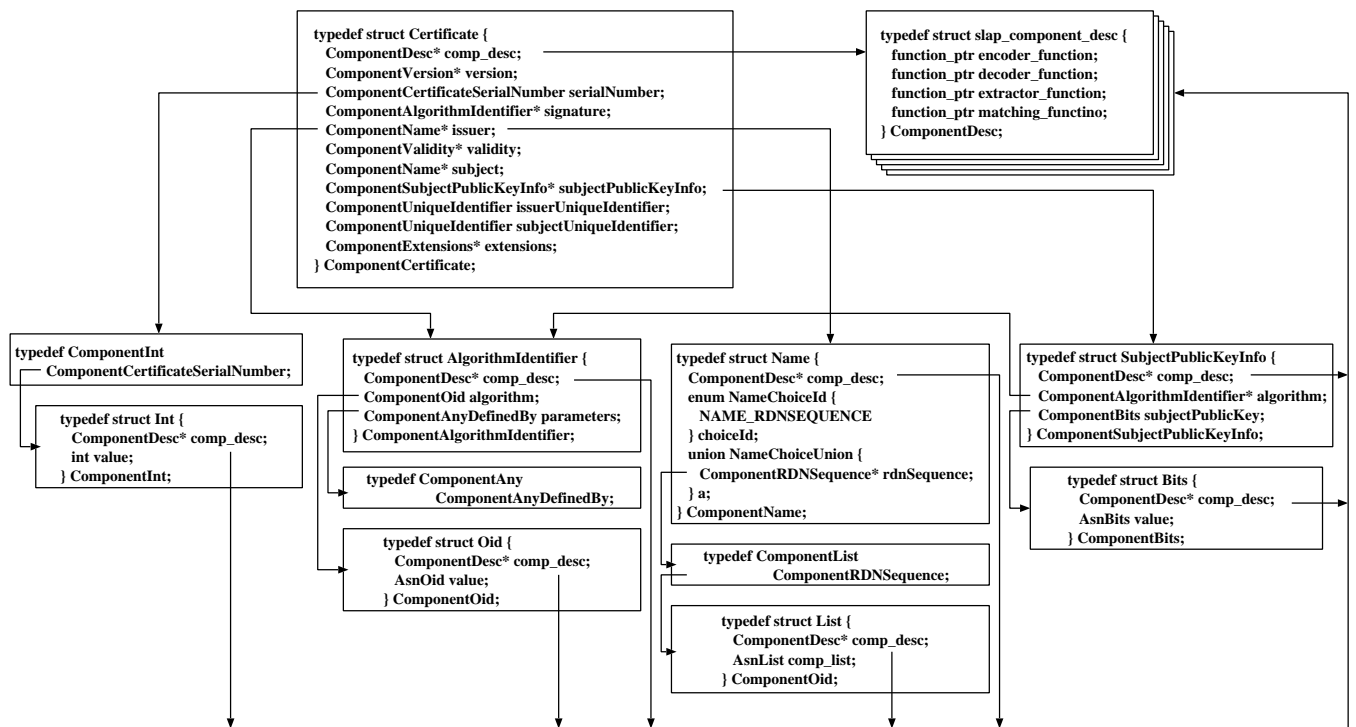 typedef struct Certificate {
ComponentDesc* comp_desc;
ComponentVersion* version;
ComponentCertificateSerialNumber serialNumber;
ComponentAlgorithmIdentifier* signature;
ComponentName* issuer;
ComponentValidity* validity;
ComponentName* subject;
ComponentSubjectPublicKeyInfo* subjectPublicKeyInfo;
ComponentUniqueIdentifier issuerUniqueIdentifier;
ComponentUniqueIdentifier subjectUniqueIdentifier;
ComponentExtensions* extensions;
} ComponentCertificate;
typedef struct slap_component_desc {
function_ptr encoder_function;
function_ptr decoder_function;
function_ptr extractor_function;
function_ptr matching_functino;
} ComponentDesc;
typedef ComponentInt
ComponentCertificateSerialNumber;
typedef struct Int {
ComponentDesc* comp_desc;
int value;
} ComponentInt;
typedef struct AlgorithmIdentifier {
ComponentDesc* comp_desc;
ComponentOid algorithm;
ComponentAnyDefinedBy parameters;
} ComponentAlgorithmIdentifier;
typedef ComponentAny
ComponentAnyDefinedBy;
typedef struct Oid {
ComponentDesc* comp_desc;
AsnOid value;
} ComponentOid;
typedef struct Name {
ComponentDesc* comp_desc;
enum NameChoiceId {
NAME_RDNSEQUENCE
} choiceId;
union NameChoiceUnion {
ComponentRDNSequence* rdnSequence;
} a;
} ComponentName;
typedef ComponentList
ComponentRDNSequence;
typedef struct List {
ComponentDesc* comp_desc;
AsnList comp_list;
} ComponentOid;
typedef struct SubjectPublicKeyInfo {
ComponentDesc* comp_desc;
ComponentAlgorithmIdentifier* algorithm;
ComponentBits subjectPublicKey;
} ComponentSubjectPublicKeyInfo;
typedef struct Bits {
ComponentDesc* comp_desc;
AsnBits value;
} ComponentBits;